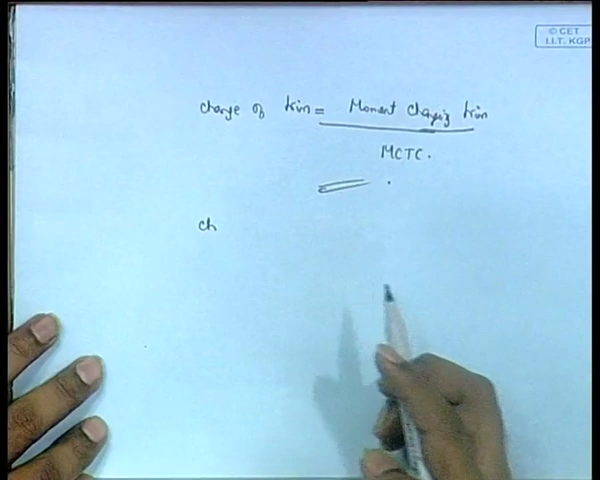 © CET
I.I.T. KGP
change of trim = Moment changing trim
MCTC.
ch